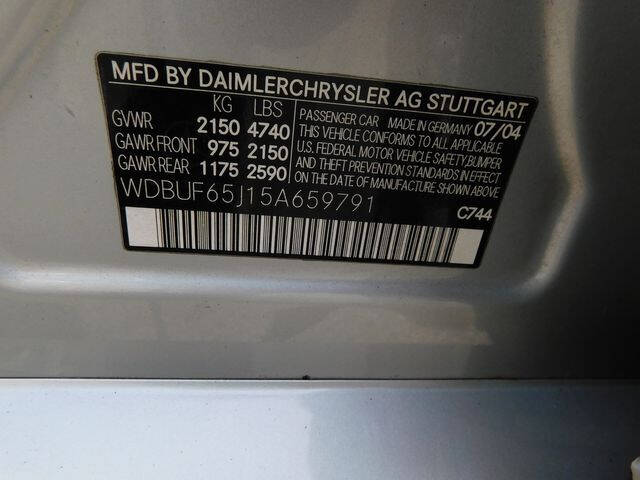 MFD BY DAIMLERCHRYSLER AG STUTTGART
KG LBS
GVWR 2150 4740
GAWR FRONT 975 2150
GAWR REAR 1175 2590
PASSENGER CAR MADE IN GERMANY 07/04
THIS VEHICLE CONFORMS TO ALL APPLICABLE
U.S. FEDERAL MOTOR VEHICLE SAFETY, BUMPER
AND THEFT PREVENTION STANDARDS IN EFFECT
ON THE DATE OF MANUFACTURE SHOWN ABOVE.
WDBUF65J15A659791
C744